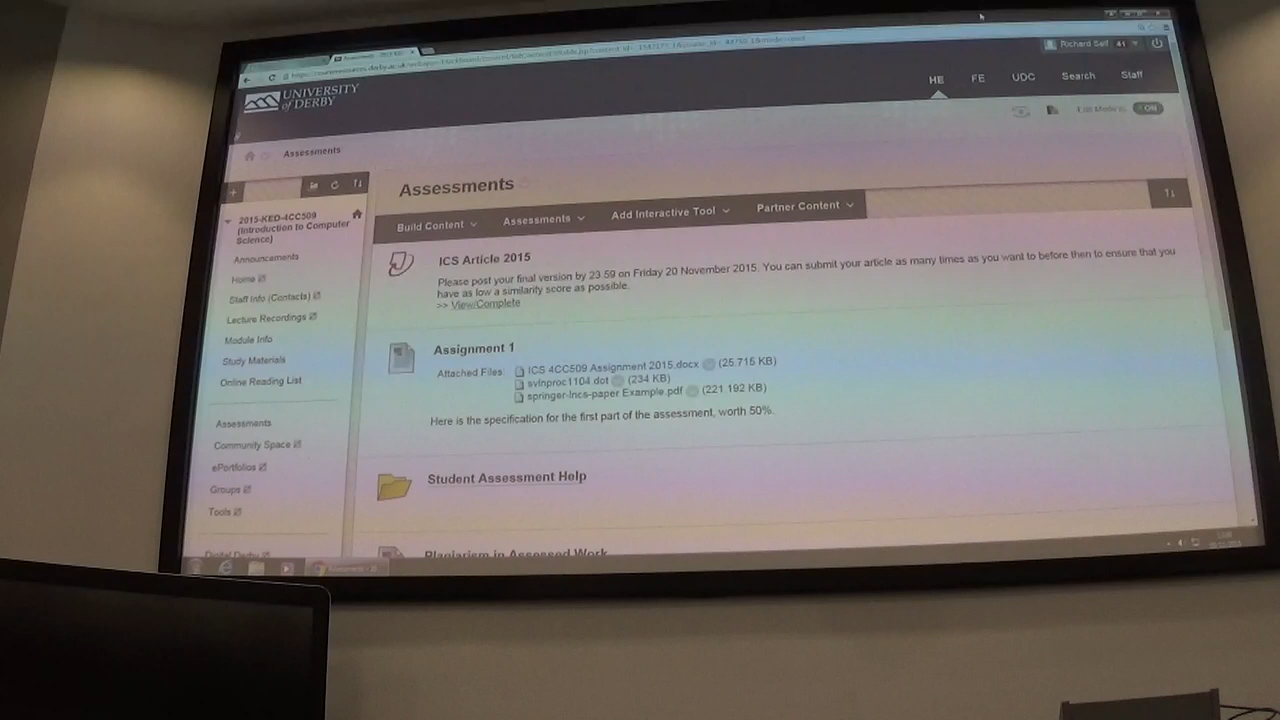 Richard Self 41
UNIVERSITY
of DERBY
HE FE UDC Search Staff
ON
Assessments
Assessments
2015-KED-4CC509
(Introduction to Computer
Science)
Announcements
Home
Staff Info (Contacts)
Lecture Recordings
Module Info
Study Materials
Online Reading List
Assessments
Community Space
ePortfolios
Groups
Tools
Digital Derby
Build Content Assessments Add Interactive Tool Partner Content
ICS Article 2015
Please post your final version by 23:59 on Friday 20 November 2015. You can submit your article as many times as you want to before then to ensure that you
have as low a similarity score as possible.
>> View/Complete
Assignment 1
Attached Files: ICS 4CC509 Assignment 2015.docx (25.715 KB)
svlnproc1104.dot (234 KB)
springer-lncs-paper Example.pdf (221.192 KB)
Here is the specification for the first part of the assessment, worth 50%.
Student Assessment Help
Plagiarism in Assessed Work